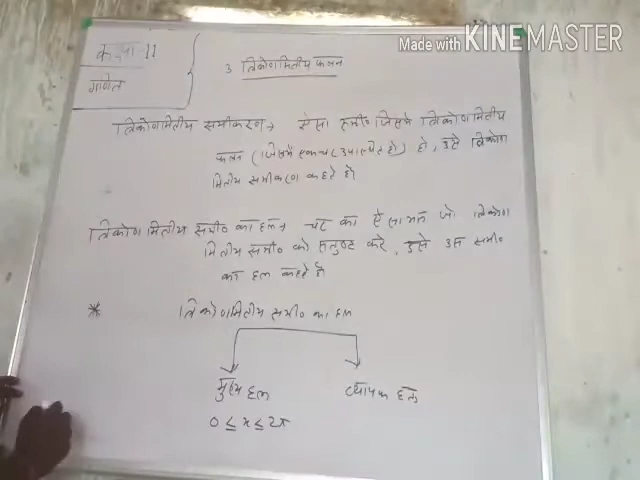 Made with KINEMASTER
कक्षा 11
गणित
3 त्रिकोणमितीय फलन
त्रिकोणमितीय समीकरण→ ऐसा समी० जिसमें त्रिकोणमितीय
फलन (जिसमें एक चर उपस्थित हो) हो, उसे त्रिकोण
मितीय समीकरण कहते हैं।
त्रिकोणमितीय समी० का हल→ चर का ऐसा मान जो त्रिकोण
मितीय समी० को सतुष्ट करे, उसे उस समी०
का हल कहते हैं
* त्रिकोणमितीय समी० का हल
मुख्य हल व्यापक हल
0 ≤ x ≤ 2π